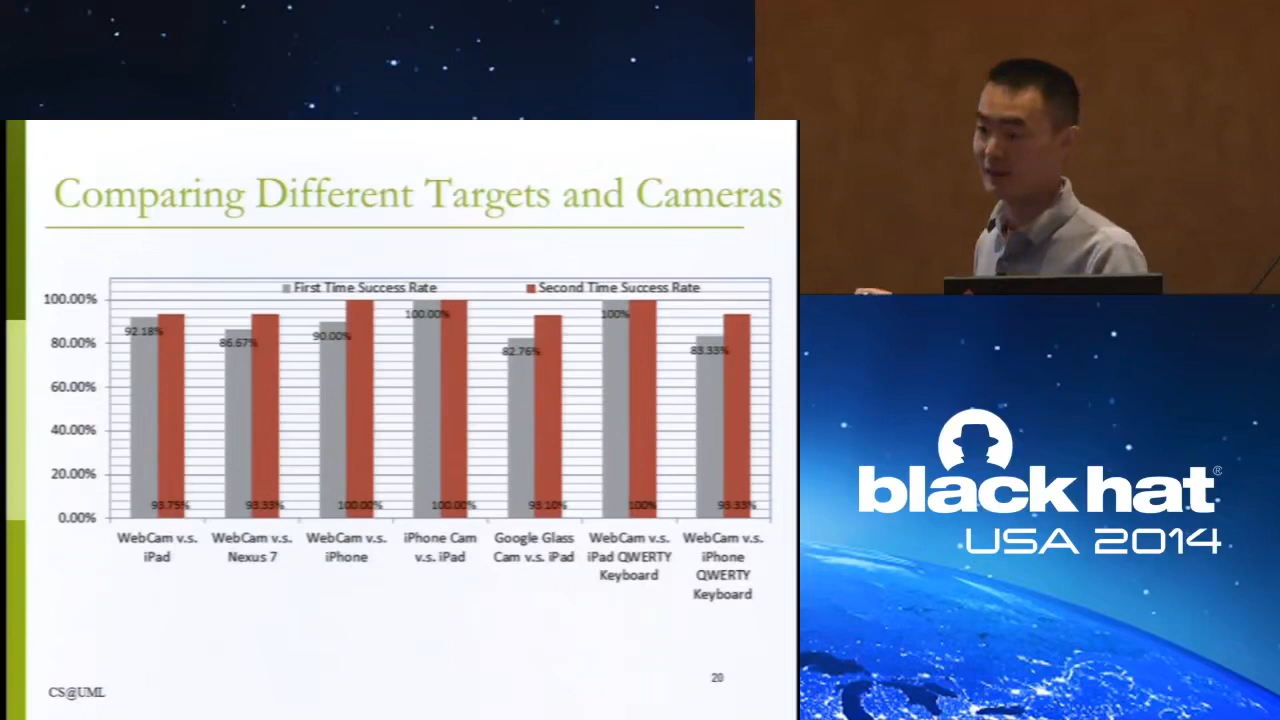 Comparing Different Targets and Cameras
First Time Success Rate Second Time Success Rate
100.00%
80.00%
60.00%
40.00%
20.00%
0.00%
92.18% 86.67% 90.00% 100.00% 82.76% 100% 83.33%
93.75% 93.33% 100.00% 100.00% 93.10% 100% 93.33%
WebCam v.s. iPad
WebCam v.s. Nexus 7
WebCam v.s. iPhone
iPhone Cam v.s. iPad
Google Glass Cam v.s. iPad
WebCam v.s. iPad QWERTY Keyboard
WebCam v.s. iPhone QWERTY Keyboard
20
CS@UML
black hat®
USA 2014